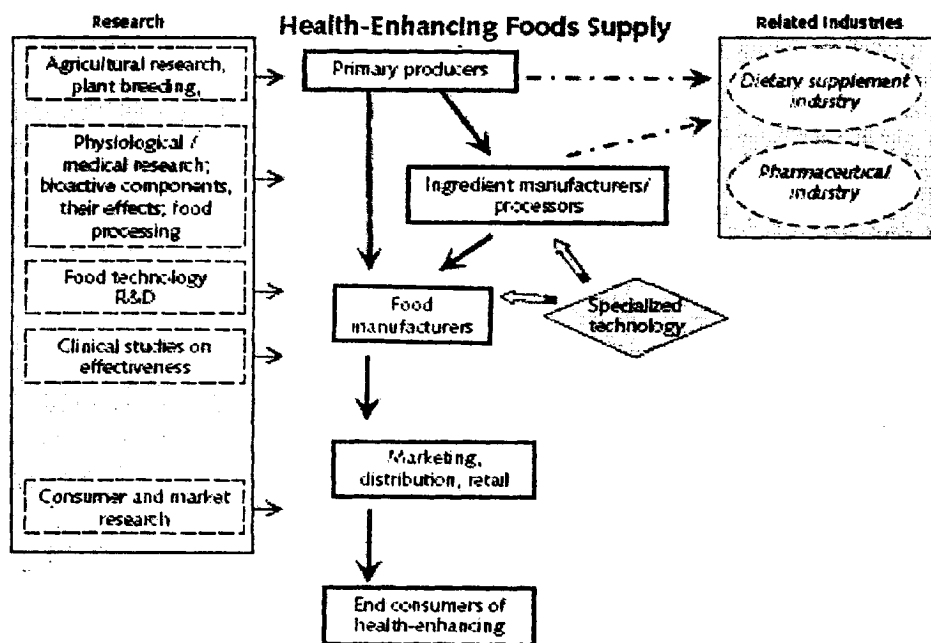 Research
Agricultural research,
plant breeding,
Physiological /
medical research;
bioactive components,
their effects; food
processing
Food technology
R&D
Clinical studies on
effectiveness
Consumer and market
research
Health-Enhancing Foods Supply
Primary producers
Ingredient manufacturers/
processors
Food
manufacturers
Specialized
technology
Marketing,
distribution, retail
End consumers of
health-enhancing
Related Industries
Dietary supplement
industry
Pharmaceutical
industry